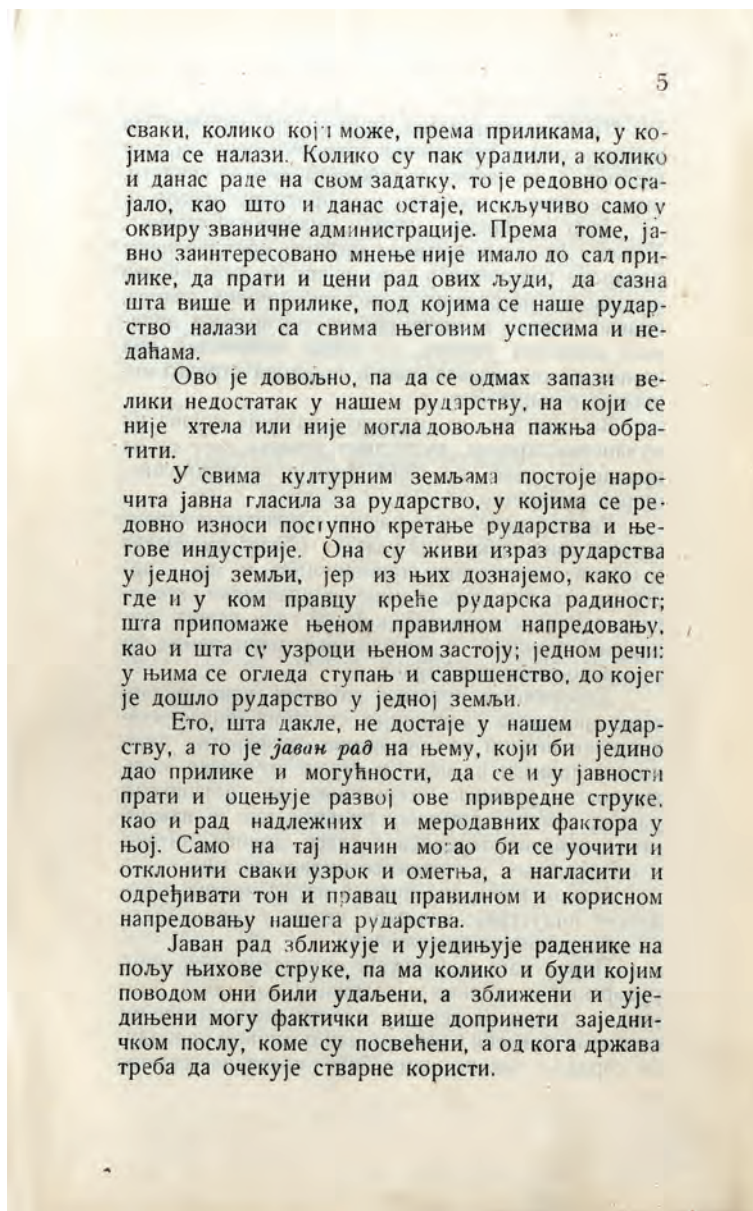 5
сваки, колико који може, према приликама, у ко-
јима се налази. Колико су пак урадили, а колико
и данас раде на свом задатку, то је редовно оста-
јало, као што и данас остаје, искључиво само у
оквиру званичне администрације. Према томе, ја-
вно заинтересовано мнење није имало до сад при-
лике, да прати и цени рад ових људи, да сазна
шта више и прилике, под којима се наше рудар-
ство налази са свима његовим успесима и не-
даћама.
Ово је довољно, па да се одмах запази ве-
лики недостатак у нашем рударству, на који се
није хтела или није могла довољна пажња обра-
тити.
У свима културним земљама постоје наро-
чита јавна гласила за рударство, у којима се ре-
довно износи поступно кретање рударства и ње-
гове индустрије. Она су живи израз рударства
у једној земљи, јер из њих дознајемо, како се
где и у ком правцу креће рударска радиност;
шта припомаже њеном правилном напредовању,
као и шта су узроци њеном застоју; једном речи:
у њима се огледа ступањ и савршенство, до којег
је дошло рударство у једној земљи.
Ето, шта дакле, не достаје у нашем рудар-
ству, а то је јаван рад на њему, који би једино
дао прилике и могућности, да се и у јавности
прати и оцењује развој ове привредне струке,
као и рад надлежних и меродавних фактора у
њој. Само на тај начин могао би се уочити и
отклонити сваки узрок и ометња, а нагласити и
одређивати тон и правац правилном и корисном
напредовању нашега рударства.
Јаван рад зближује и уједињује раденике на
пољу њихове струке, па ма колико и буди којим
поводом они били удаљени, а зближени и ује-
дињени могу фактички више допринети заједни-
чком послу, коме су посвећени, а од кога држава
треба да очекује стварне користи.